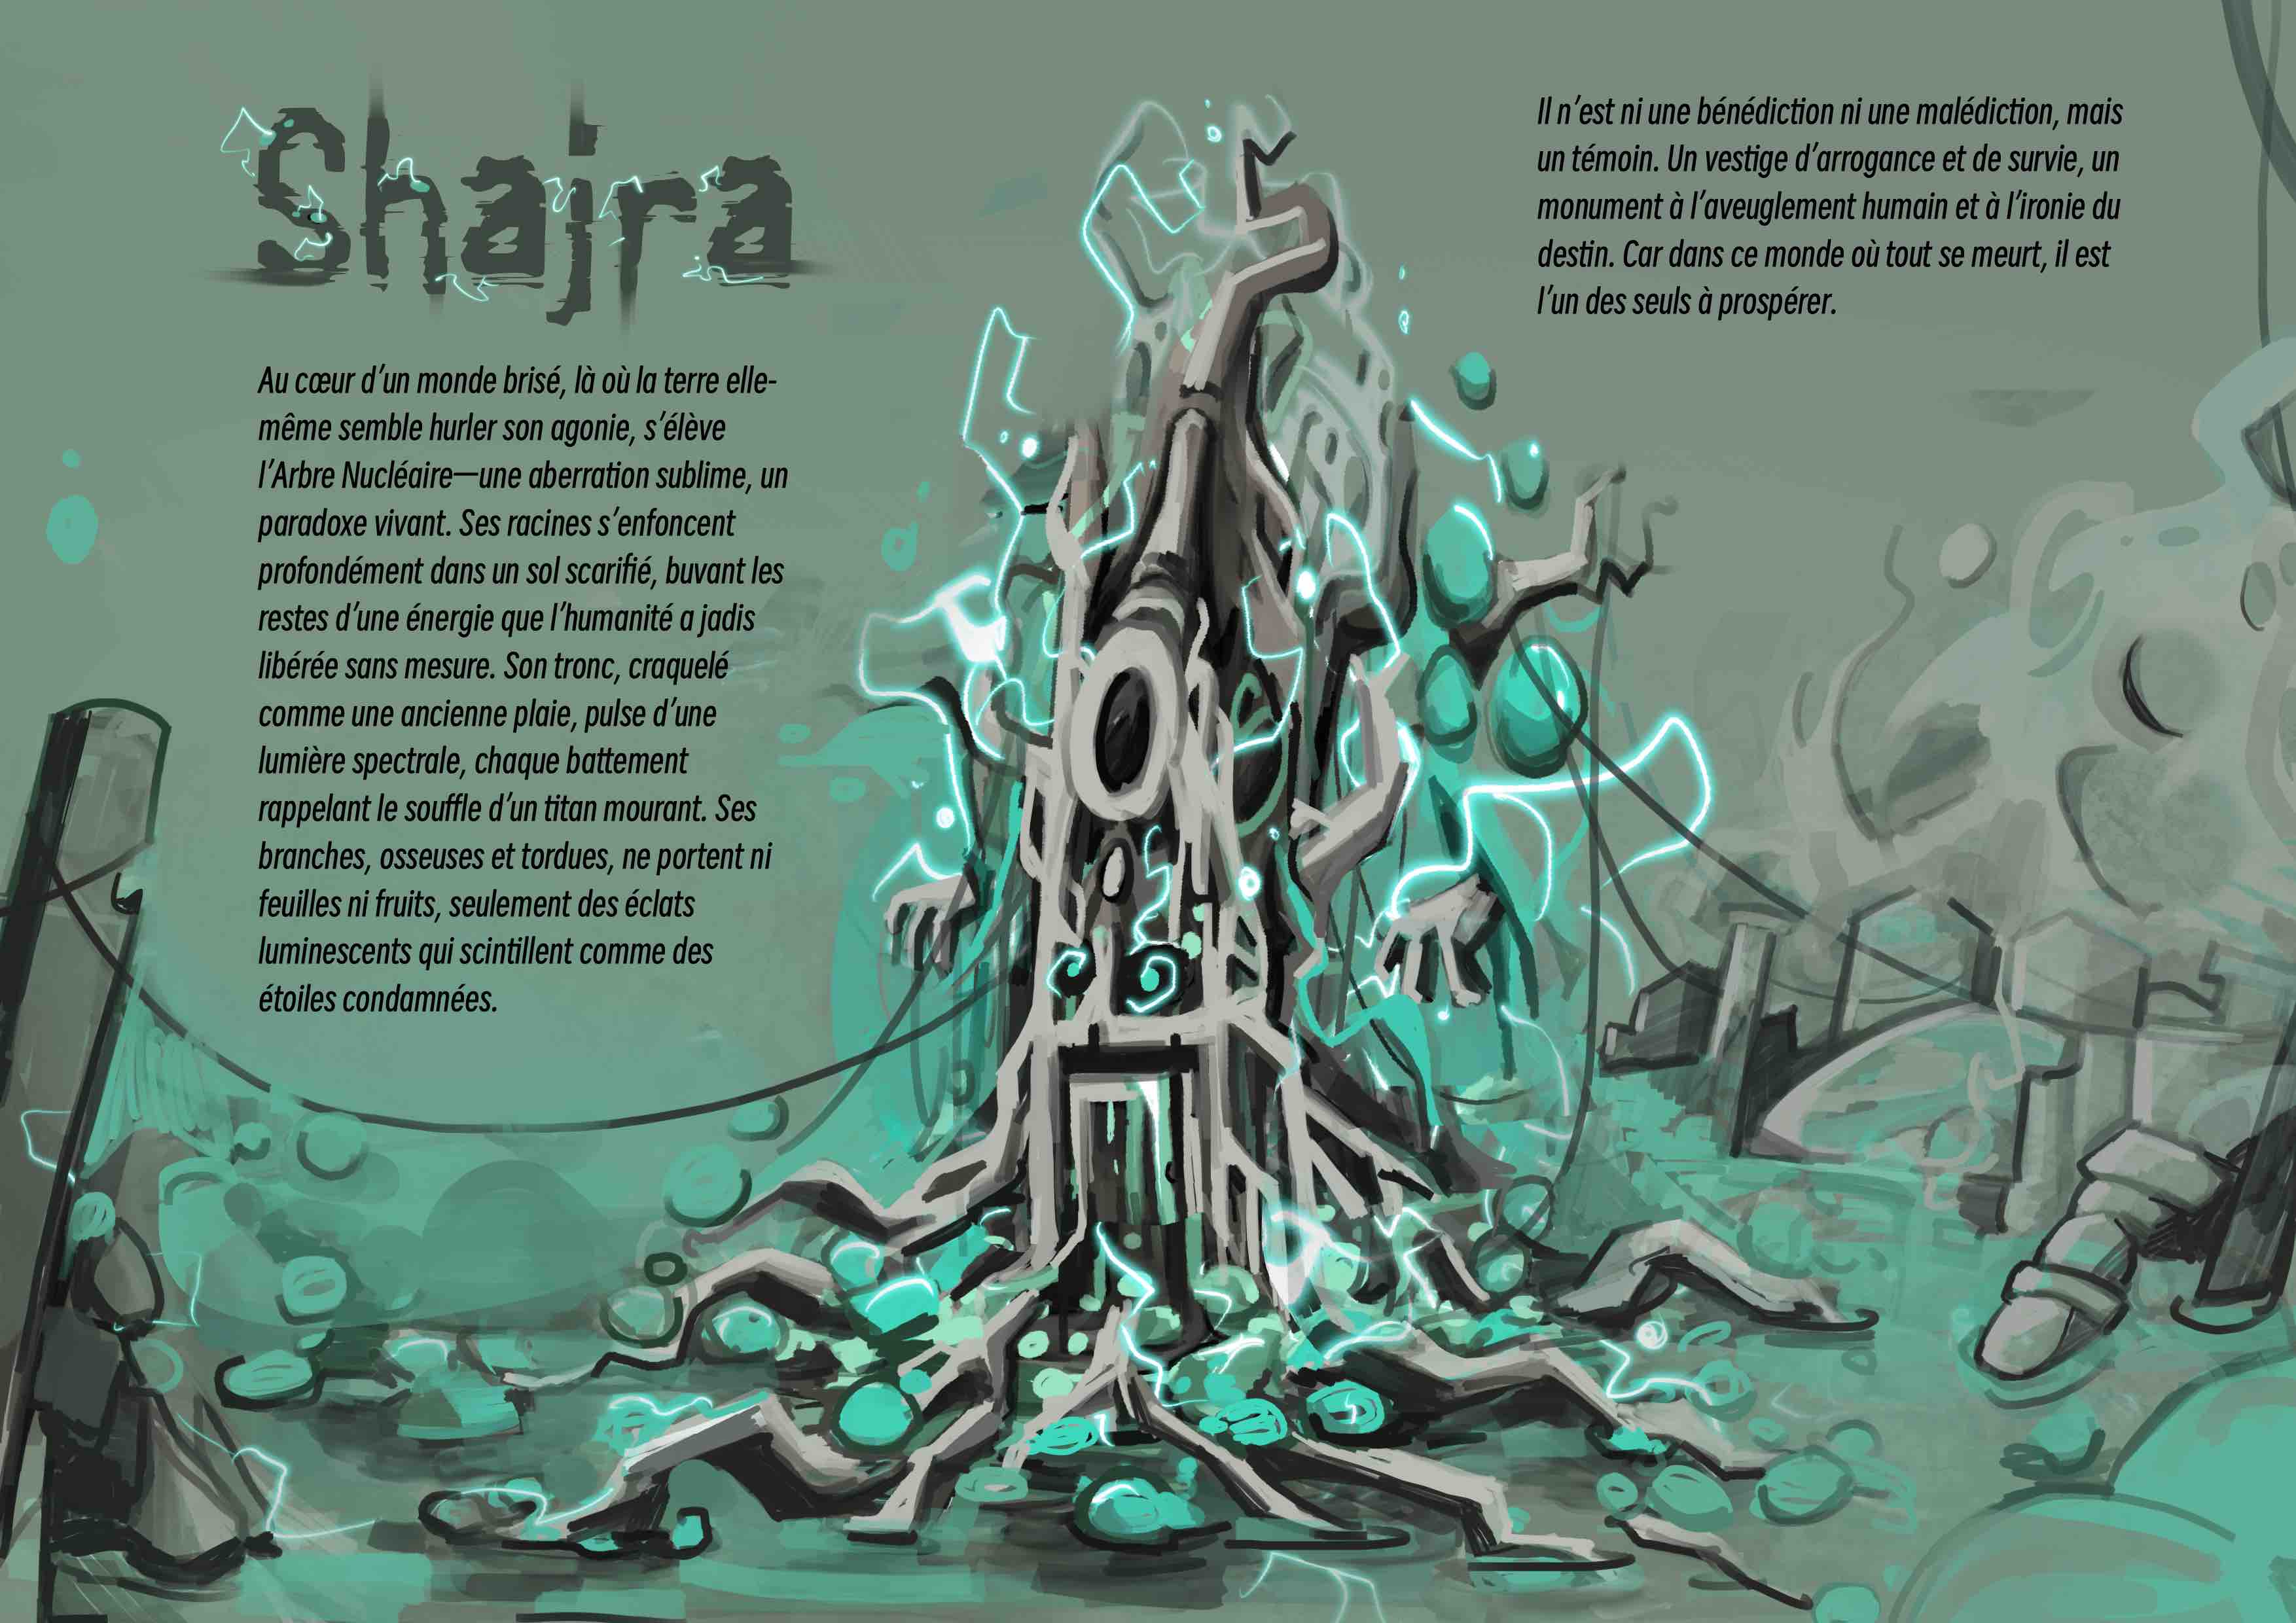 Shajra
Au cœur d’un monde brisé, là où la terre elle-
même semble hurler son agonie, s’élève
l’Arbre Nucléaire—une aberration sublime, un
paradoxe vivant. Ses racines s’enfoncent
profondément dans un sol scarifié, buvant les
restes d’une énergie que l’humanité a jadis
libérée sans mesure. Son tronc, craquelé
comme une ancienne plaie, pulse d’une
lumière spectrale, chaque battement
rappelant le souffle d’un titan mourant. Ses
branches, osseuses et tordues, ne portent ni
feuilles ni fruits, seulement des éclats
luminescents qui scintillent comme des
étoiles condamnées.
Il n’est ni une bénédiction ni une malédiction, mais
un témoin. Un vestige d’arrogance et de survie, un
monument à l’aveuglement humain et à l’ironie du
destin. Car dans ce monde où tout se meurt, il est
l’un des seuls à prospérer.